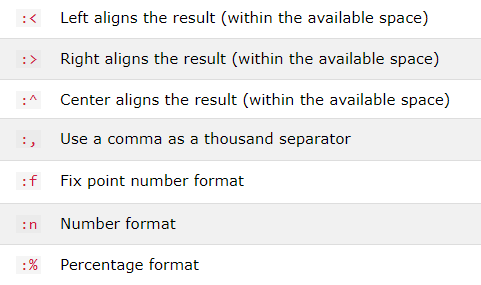 :< Left aligns the result (within the available space)
:> Right aligns the result (within the available space)
:^ Center aligns the result (within the available space)
:, Use a comma as a thousand separator
:f Fix point number format
:n Number format
:% Percentage format